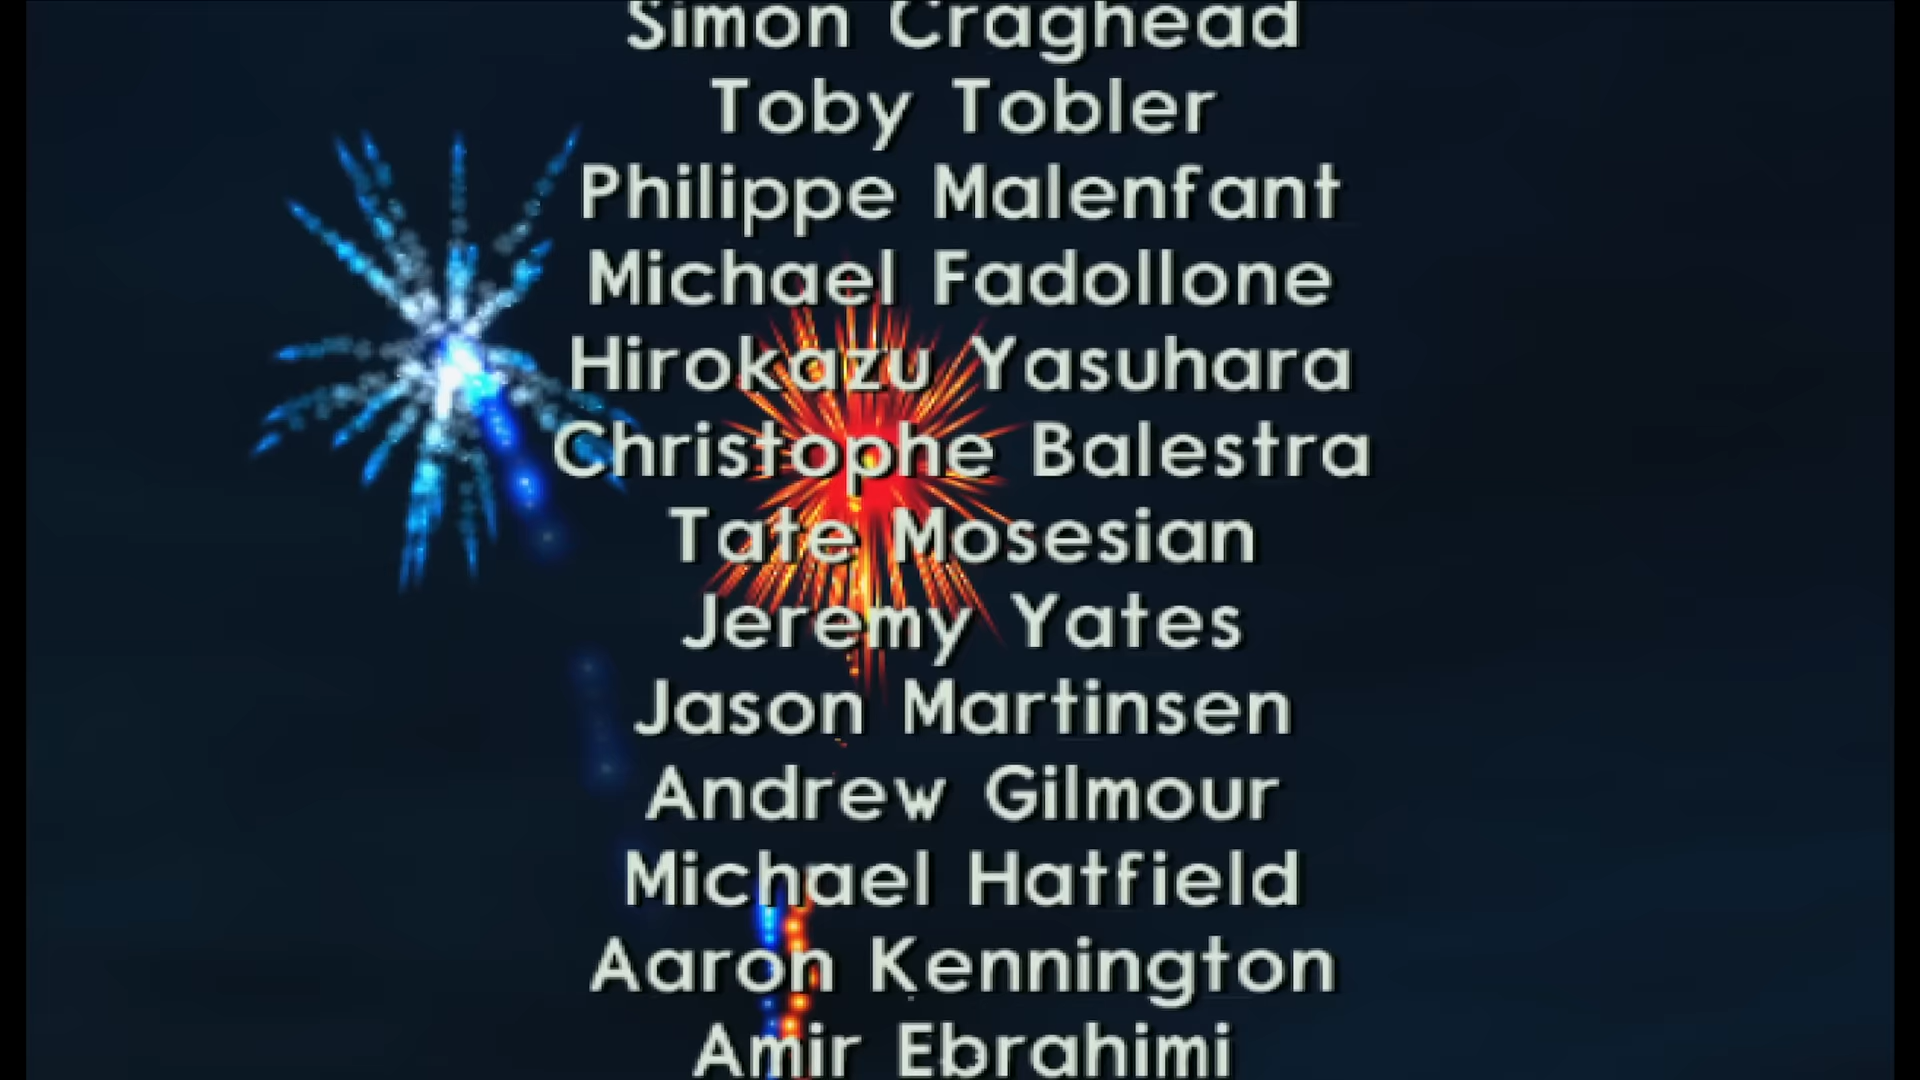 Simon Craghead
Toby Tobler
Philippe Malenfant
Michael Fadollone
Hirokazu Yasuhara
Christophe Balestra
Tate Mosesian
Jeremy Yates
Jason Martinsen
Andrew Gilmour
Michael Hatfield
Aaron Kennington
Amir Ebrahimi